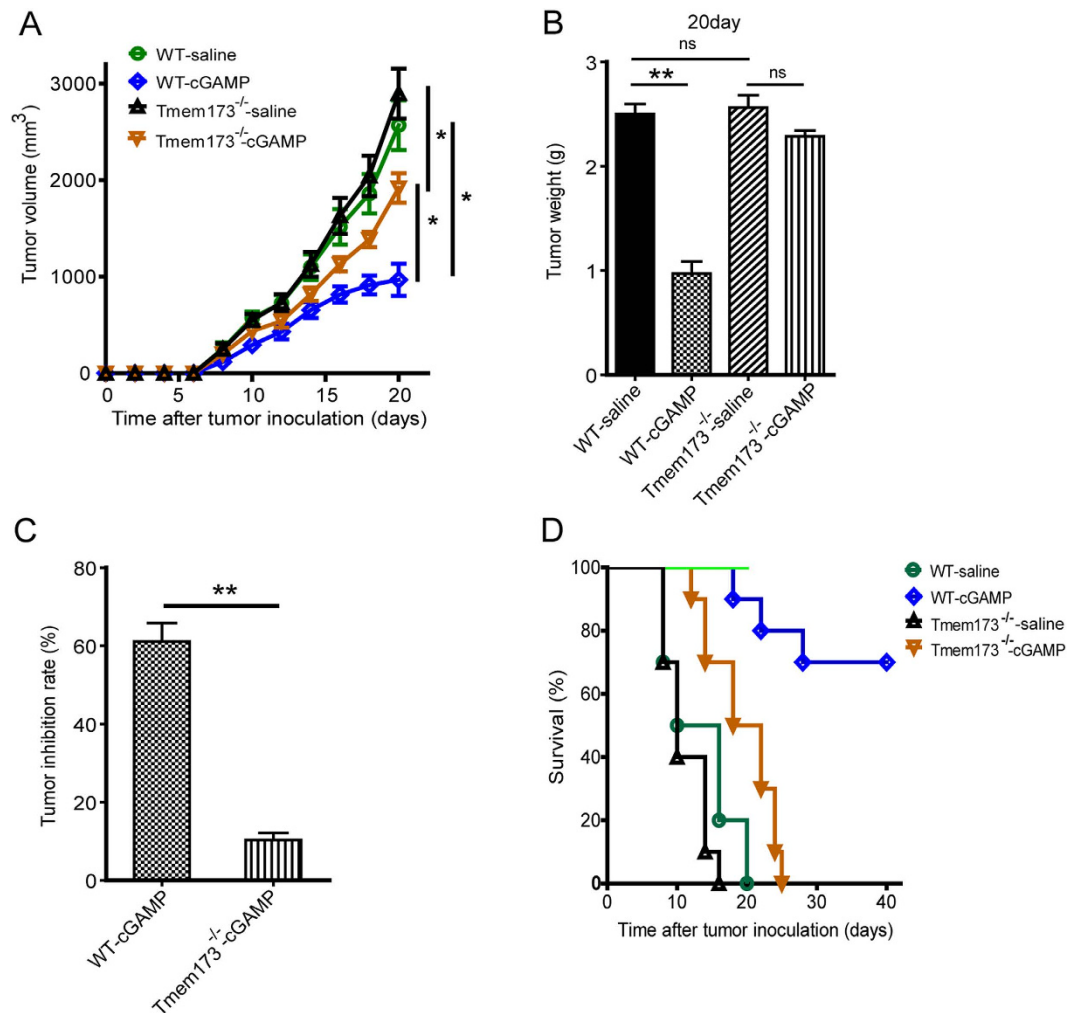 A
WT-saline
WT-cGAMP
Tmem173-/--saline
Tmem173-/--cGAMP
Tumor volume (mm3)
3000
2000
1000
0
0 5 10 15 20
Time after tumor inoculation (days)
*
*
*
B
20day
ns
**
ns
Tumor weight (g)
3
2
1
0
WT-saline
WT-cGAMP
Tmem173-/--saline
Tmem173-/--cGAMP
C
Tumor inhibition rate (%)
80
60
40
20
0
**
WT-cGAMP
Tmem173-/--cGAMP
D
Survival (%)
100
80
60
40
20
0
0 10 20 30 40
Time after tumor inoculation (days)
WT-saline
WT-cGAMP
Tmem173-/--saline
Tmem173-/--cGAMP